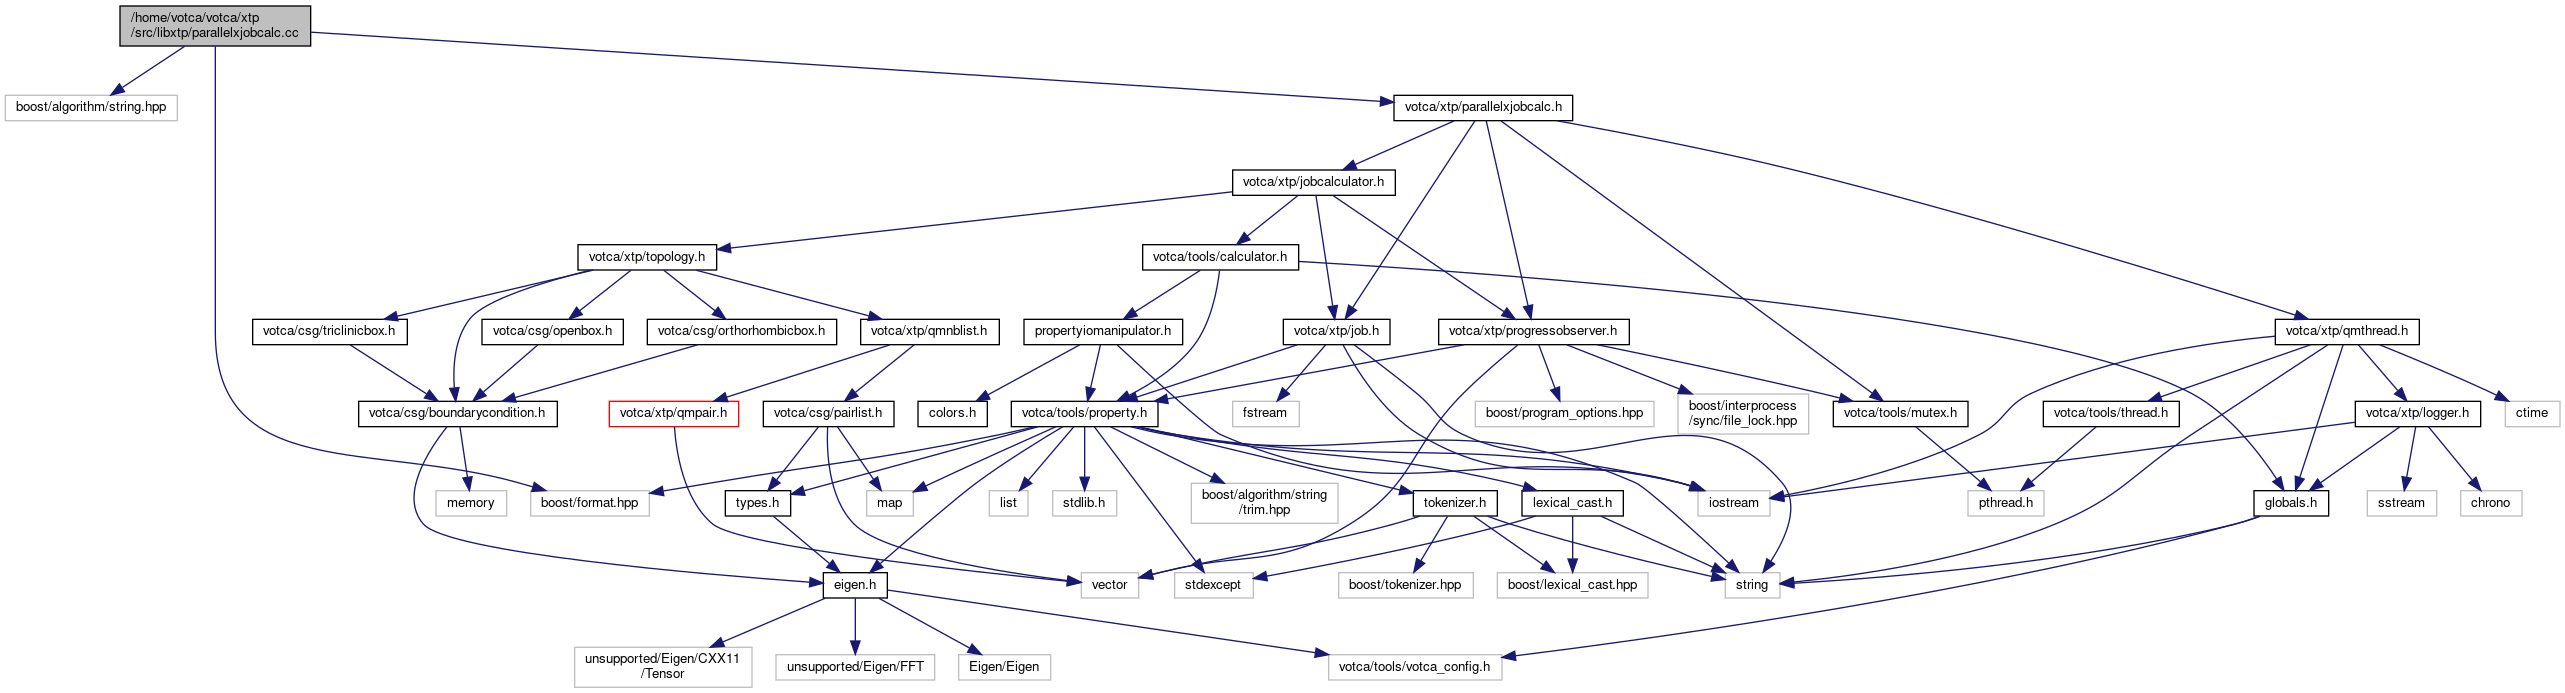 /home/votca/votca/xtp
/src/libxtp/parallelxjobcalc.cc
boost/algorithm/string.hpp
votca/xtp/parallelxjobcalc.h
votca/xtp/jobcalculator.h
votca/xtp/topology.h
votca/tools/calculator.h
votca/csg/triclinicbox.h
votca/csg/openbox.h
votca/csg/orthorhombicbox.h
votca/xtp/qmnblist.h
propertyiomanipulator.h
votca/xtp/job.h
votca/xtp/progressobserver.h
votca/xtp/qmthread.h
votca/csg/boundarycondition.h
votca/xtp/qmpair.h
votca/csg/pairlist.h
colors.h
votca/tools/property.h
fstream
boost/program_options.hpp
boost/interprocess
/sync/file_lock.hpp
votca/tools/mutex.h
votca/tools/thread.h
votca/xtp/logger.h
ctime
memory
boost/format.hpp
types.h
map
list
stdlib.h
boost/algorithm/string
/trim.hpp
tokenizer.h
lexical_cast.h
iostream
pthread.h
globals.h
sstream
chrono
eigen.h
vector
stdexcept
boost/tokenizer.hpp
boost/lexical_cast.hpp
string
unsupported/Eigen/CXX11
/Tensor
unsupported/Eigen/FFT
Eigen/Eigen
votca/tools/votca_config.h